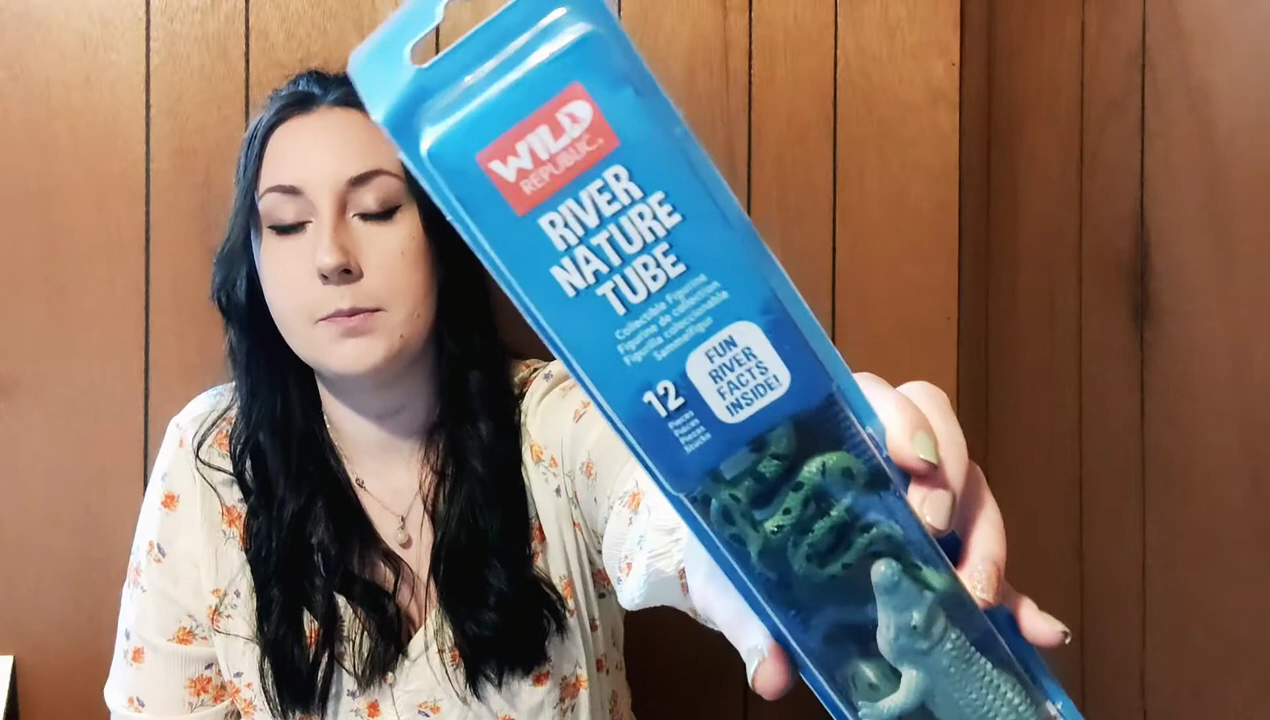 WILD
REPUBLIC
RIVER
NATURE
TUBE
Collectible Figurine
Figurine de collection
Figurilla coleccionable
Sammelfigur
FUN
RIVER
FACTS
INSIDE!
12
Pieces
Pièces
Piezas
Stücke